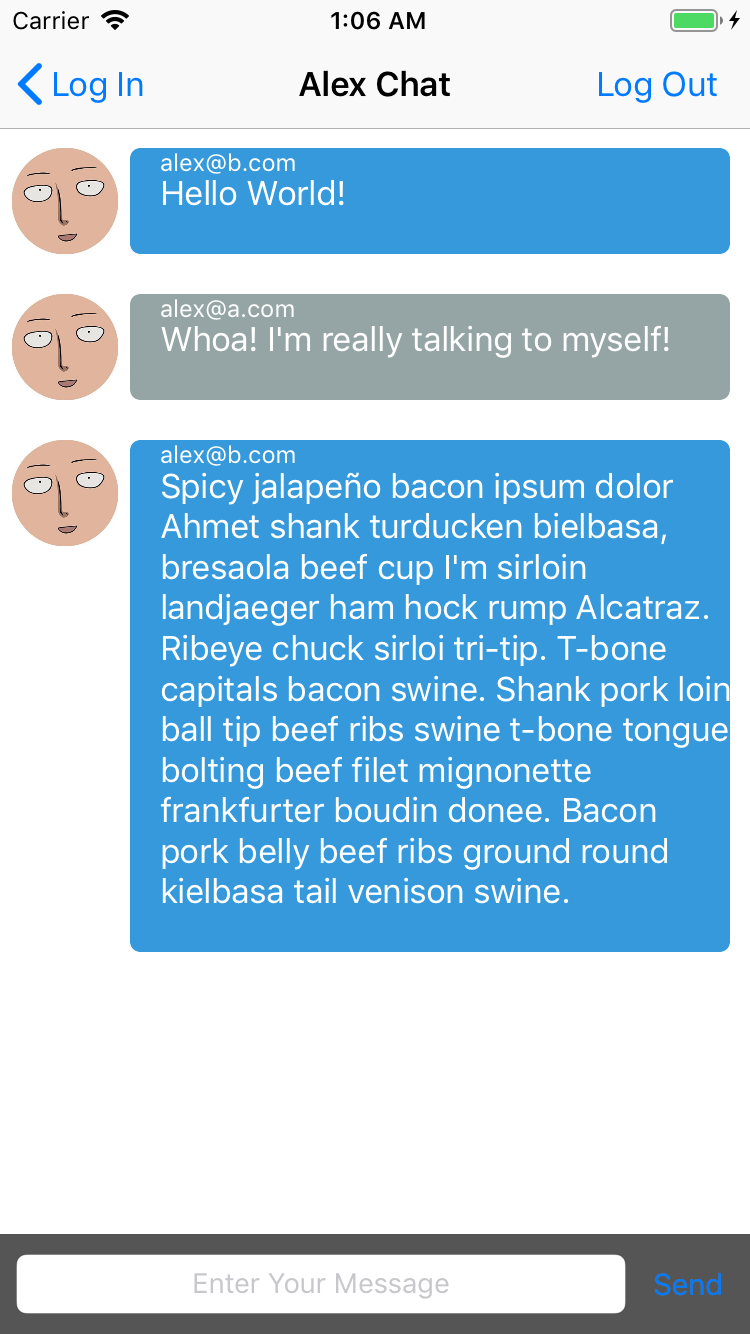 Carrier 1:06 AM
Log In Alex Chat Log Out
alex@b.com
Hello World!
alex@a.com
Whoa! I'm really talking to myself!
alex@b.com
Spicy jalapeño bacon ipsum dolor
Ahmet shank turducken bielbasa,
bresaola beef cup I'm sirloin
landjaeger ham hock rump Alcatraz.
Ribeye chuck sirloi tri-tip. T-bone
capitals bacon swine. Shank pork loin
ball tip beef ribs swine t-bone tongue
bolting beef filet mignonette
frankfurter boudin donee. Bacon
pork belly beef ribs ground round
kielbasa tail venison swine.
Enter Your Message Send